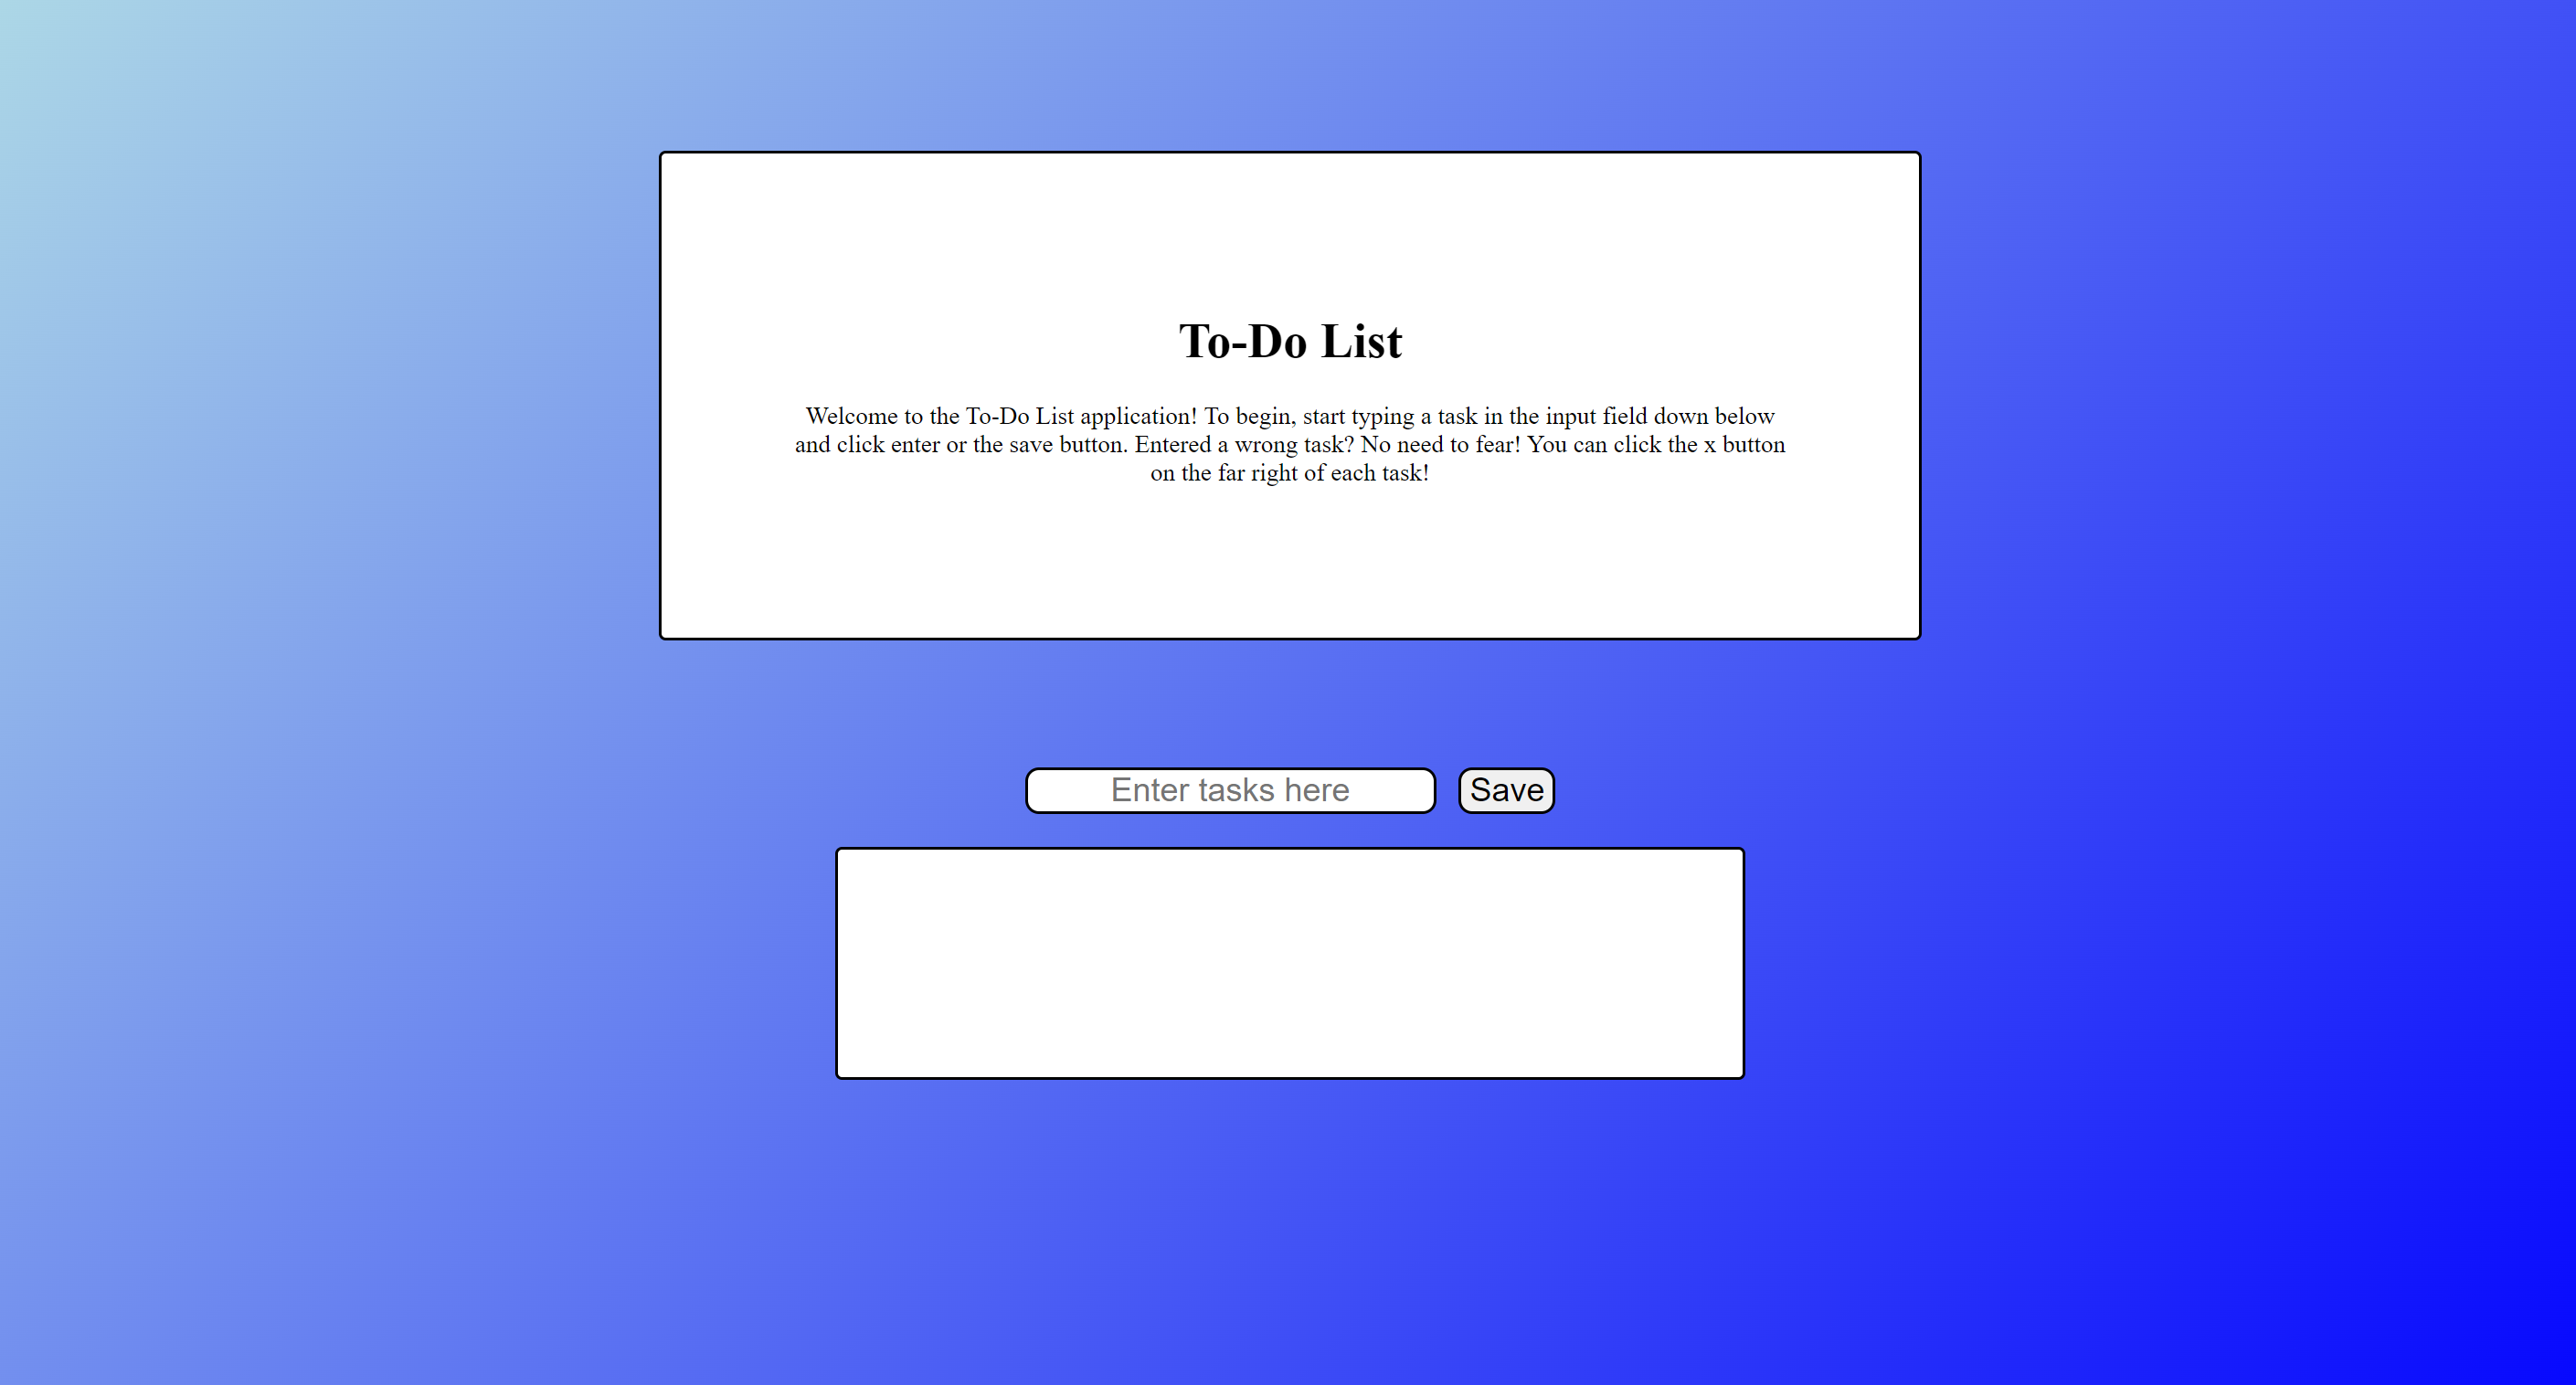 To-Do List
Welcome to the To-Do List application! To begin, start typing a task in the input field down below
and click enter or the save button. Entered a wrong task? No need to fear! You can click the x button
on the far right of each task!
Enter tasks here
Save